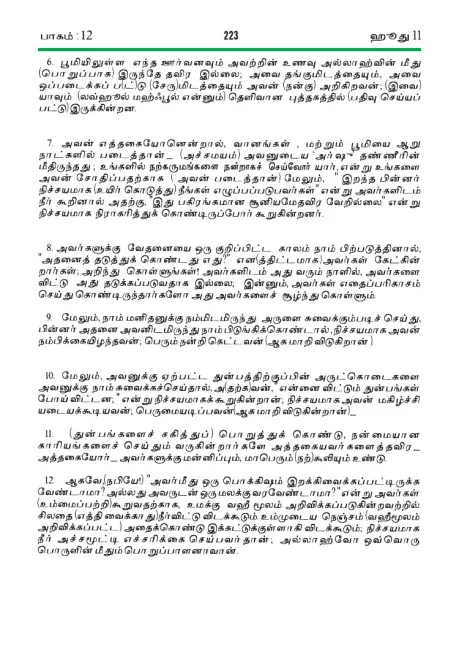 பாகம் : 12 223 ஹூது 11
6. பூமியிலுள்ள எந்த ஊர்வனவும் அவற்றின் உணவு அல்லாஹ்வின் மீது
(பொறுப்பாக) இருந்தே தவிர இல்லை; அவை தங்குமிடத்தையும், அவை
ஒப்படைக்கப் ப(ட்)டு (சேரு)மிடத்தையும் அவன் (நன்கு) அறிகிறவன்; (இவை)
யாவும் (லவ்ஹுல் மஹ்ஃபூல் என்னும்) தெளிவான புத்தகத்தில் (பதிவு செய்யப்
பட்டு)இருக்கின்றன.
7. அவன் எத்தகையோனென்றால், வானங்கள் , மற்றும் பூமியை ஆறு
நாட்களில் படைத்தான்_ (அச்சமயம்) அவனுடைய 'அர்ஷு' தண்ணீரின்
மீதிருந்தது ; உங்களில் நற்கருமங்களை நன்றாகச் செய்வோர் யார், என்று உங்களை
அவன் சோதிப்பதற்காக ( அவன் படைத்தான்) மேலும், " இறந்த பின்னர்
நிச்சயமாக (உயிர் கொடுத்து) நீங்கள் எழுப்பப்படுபவர்கள்" என்று அவர்களிடம்
நீர் கூறினால் அதற்கு, "இது பகிரங்கமான சூனியமேதவிர வேறில்லை" என்று
நிச்சயமாக நிராகரித்துக் கொண்டிருப்போர் கூறுகின்றனர்.
8. அவர்களுக்கு வேதனையை ஒரு குறிப்பிட்ட காலம் நாம் பிற்படுத்தினால்,
"அதனைத் தடுத்துக் கொண்டது எது?" என(த்திட்டமாக)அவர்கள் கேட்கின்
றார்கள்; அறிந்து கொள்ளுங்கள்! அவர்களிடம் அது வரும் நாளில், அவர்களை
விட்டு அது தடுக்கப்படுவதாக இல்லை; இன்னும், அவர்கள் எதைப்பரிகாசம்
செய்து கொண்டிருந்தார்களோ அது அவர்களைச் சூழ்ந்து கொள்ளும்.
9. மேலும், நாம் மனிதனுக்கு நம்மிடமிருந்து அருளை சுவைக்கும்படிச் செய்து,
பின்னர் அதனை அவனிடமிருந்து நாம் பிடுங்கிக்கொண்டால், நிச்சயமாக அவன்
நம்பிக்கையிழந்தவன்; பெரும் நன்றி கெட்டவன் (ஆக மாறி விடுகிறான் )
10. மேலும், அவனுக்கு ஏற்பட்ட துன்பத்திற்குப்பின் அருட்கொடைகளை
அவனுக்கு நாம் சுவைக்கச்செய்தால், அ(தற்க)வன், "என்னை விட்டும் துன்பங்கள்
போய்விட்டன;" என்று நிச்சயமாகக் கூறுகின்றான்; நிச்சயமாக அவன் மகிழ்ச்சி
யடையக்கூடியவன்; பெருமையடிப்பவன்(ஆக மாறி விடுகின்றான்)_
11. (துன்பங்களைச் சகித்துப்) பொறுத்துக் கொண்டு, நன்மையான
காரியங்களைச் செய்தும் வருகின்றார்களே அத்தகையவர்களைத்தவிர_
அத்தகையோர்_ அவர்களுக்கு மன்னிப்பும், மாபெரும் (நற்)கூலியும் உண்டு.
12. ஆகவே,(நபியே!) "அவர்மீது ஒரு பொக்கிஷம் இறக்கிவைக்கப்பட்டிருக்க
வேண்டாமா? அல்லது அவருடன் ஒரு மலக்கு வரவேண்டாமா?" என்று அவர்கள்
(உம்மைப்பற்றி)கூறுவதற்காக, உமக்கு வஹீ மூலம் அறிவிக்கப்படுகின்றவற்றில்
சிலதை (எத்தி வைக்காது)நீர்விட்டு விடக்கூடும். உம்முடைய நெஞ்சம் (வஹீமூலம்
அறிவிக்கப்பட்ட) அதைக்கொண்டு இக்கட்டுக்குள்ளாகி விடக்கூடும்; நிச்சயமாக
நீர் அச்சமூட்டி எச்சரிக்கை செய்பவர்தான்; அல்லாஹ்வோ ஒவ்வொரு
பொருளின் மீதும் பொறுப்பாளனாவான்.